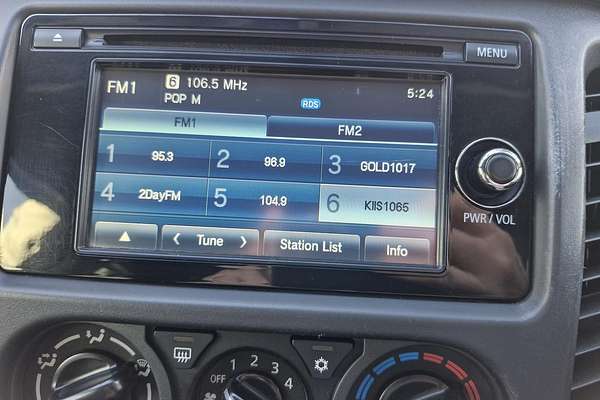 MENU
FM1 6 106.5 MHz 5:24
POP M RDS
FM1 FM2
1 95.3 2 96.9 3 GOLD1017
4 2DayFM 5 104.9 6 KIIS1065
Tune Station List Info
PWR / VOL
OFF 1 2 3 4